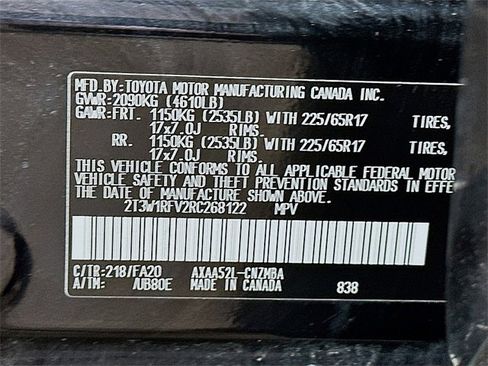 MFD.BY:TOYOTA MOTOR MANUFACTURING CANADA INC.
GVWR:2090KG (4610LB)
GAWR:FRT. 1150KG (2535LB) WITH 225/65R17 TIRES,
17x7.0J RIMS.
RR. 1150KG (2535LB) WITH 225/65R17 TIRES,
17x7.0J RIMS.
THIS VEHICLE CONFORMS TO ALL APPLICABLE FEDERAL MOTOR
VEHICLE SAFETY AND THEFT PREVENTION STANDARDS IN EFFE
THE DATE OF MANUFACTURE SHOWN ABOVE.
2T3W1RFV2RC268122 MPV
C/TR:218/FA20 AXAA52L-CNZMBA
A/TM: /UB80E MADE IN CANADA 838